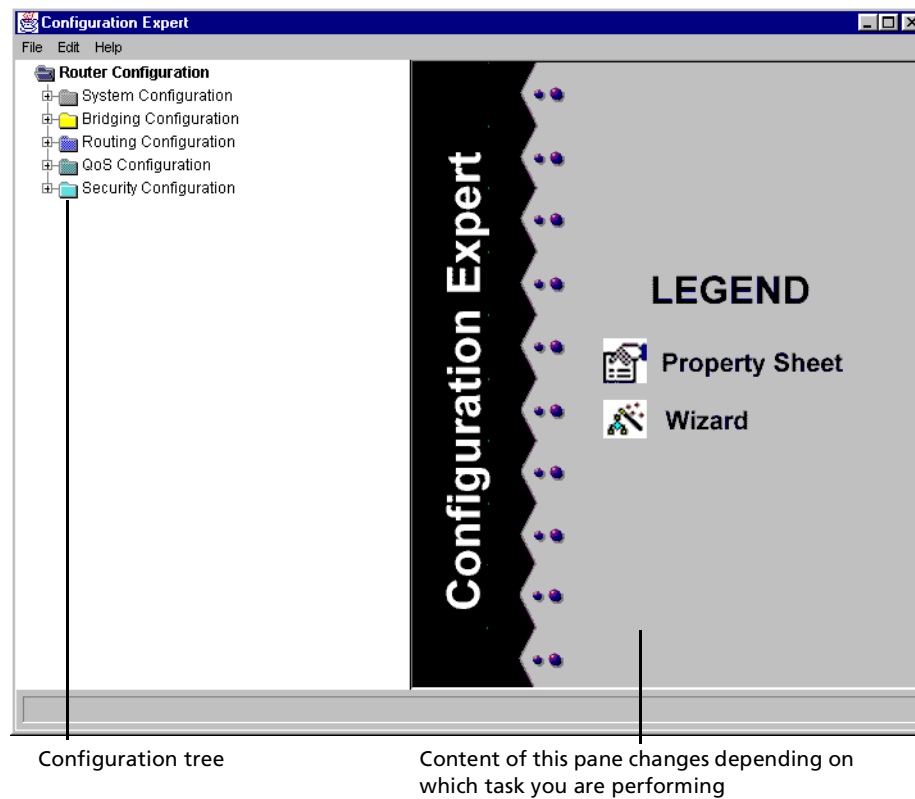 Configuration Expert
File Edit Help
Router Configuration
System Configuration
Bridging Configuration
Routing Configuration
QoS Configuration
Security Configuration
Configuration Expert
LEGEND
Property Sheet
Wizard
Configuration tree
Content of this pane changes depending on
which task you are performing